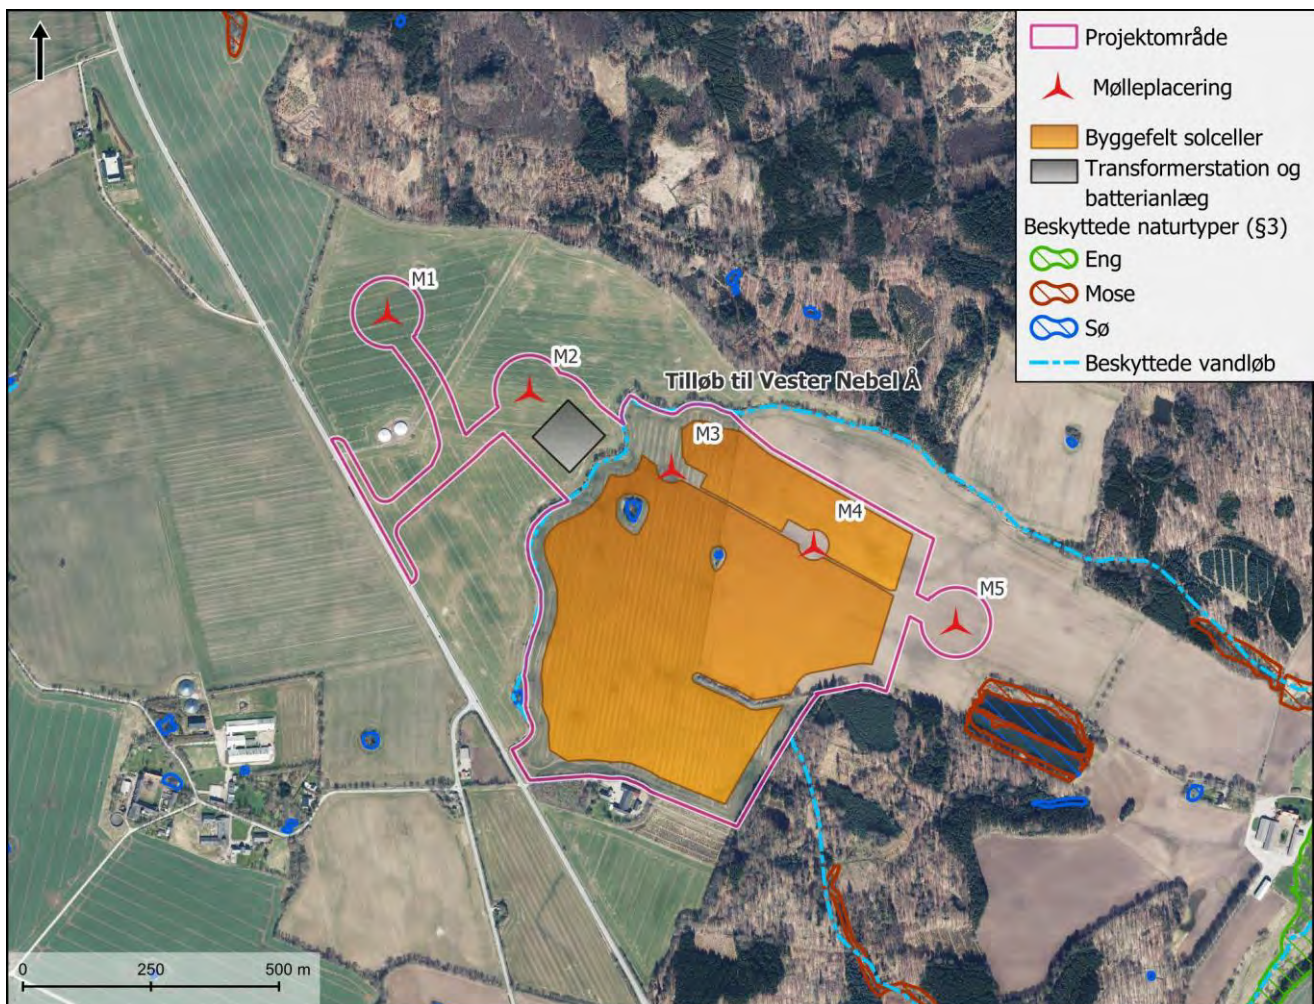 Projektområde
Mølleplacering
Byggefelt solceller
Transformerstation og
batterianlæg
Beskyttede naturtyper (§3)
Eng
Mose
Sø
Beskyttede vandløb
M1
M2
Tilløb til Vester Nebel Å
M3
M4
M5
0 250 500 m